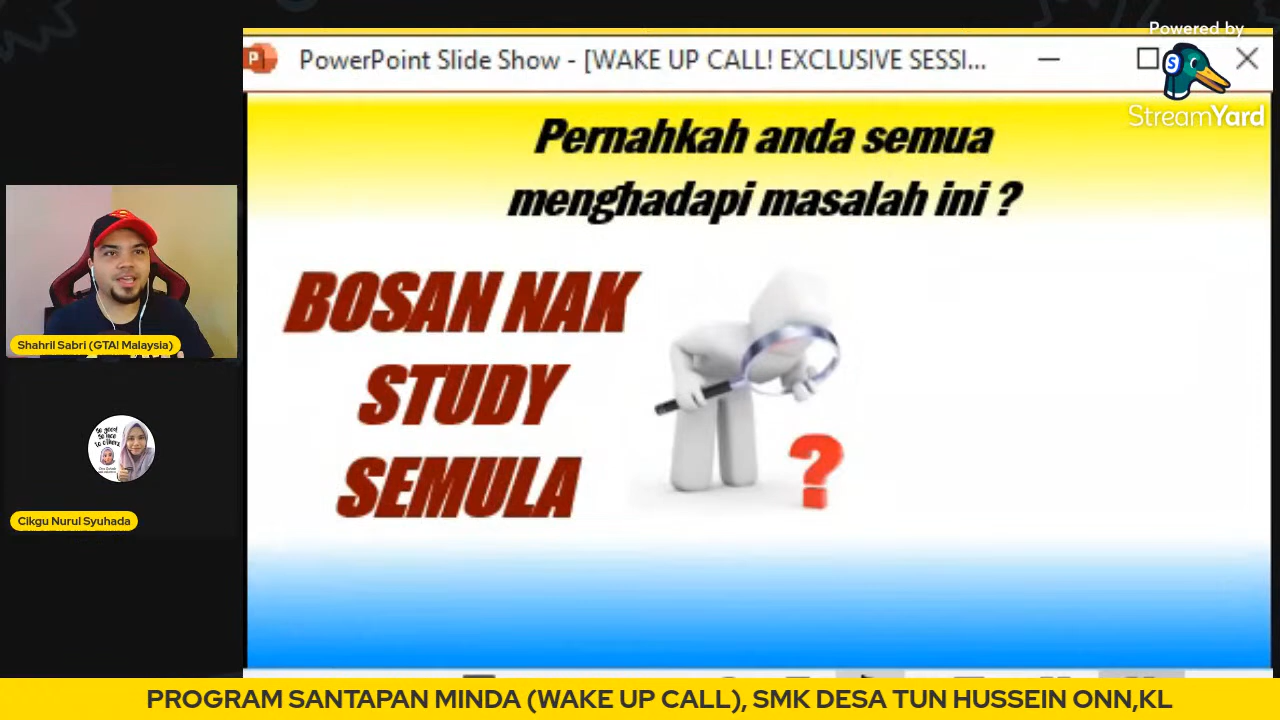 Powered by
StreamYard
PowerPoint Slide Show - [WAKE UP CALL! EXCLUSIVE SESSI...
Pernahkah anda semua
menghadapi masalah ini ?
BOSAN NAK
STUDY
SEMULA
?
Shahril Sabri (GTA! Malaysia)
Cikgu Nurul Syuhada
PROGRAM SANTAPAN MINDA (WAKE UP CALL), SMK DESA TUN HUSSEIN ONN,KL